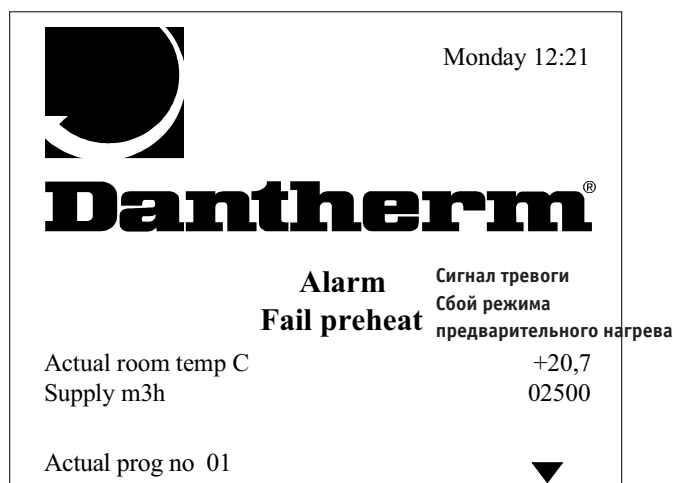 Monday 12:21
Dantherm®
Alarm
Fail preheat
Сигнал тревоги
Сбой режима
предварительного нагрева
Actual room temp C +20,7
Supply m3h 02500
Actual prog no 01